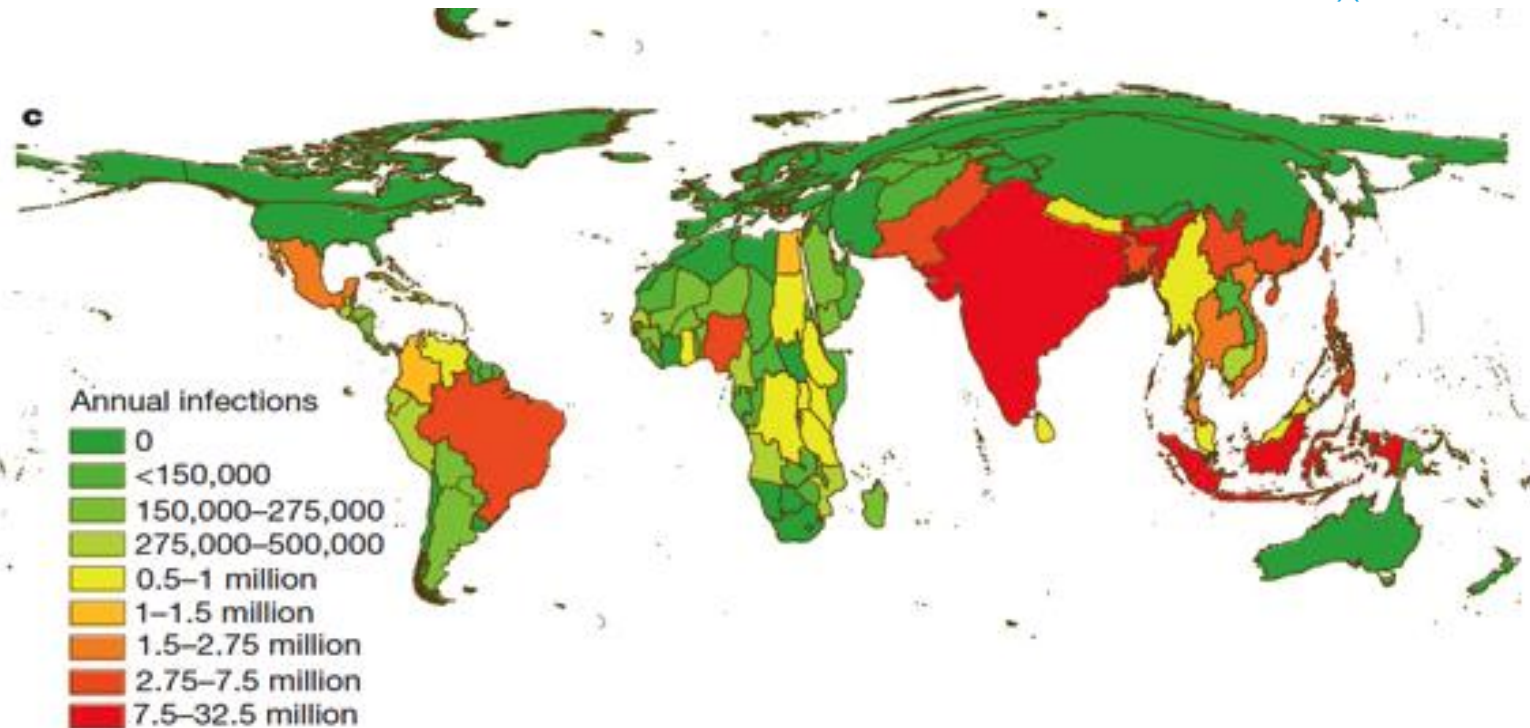 c
Annual infections
0
<150,000
150,000–275,000
275,000–500,000
0.5–1 million
1–1.5 million
1.5–2.75 million
2.75–7.5 million
7.5–32.5 million